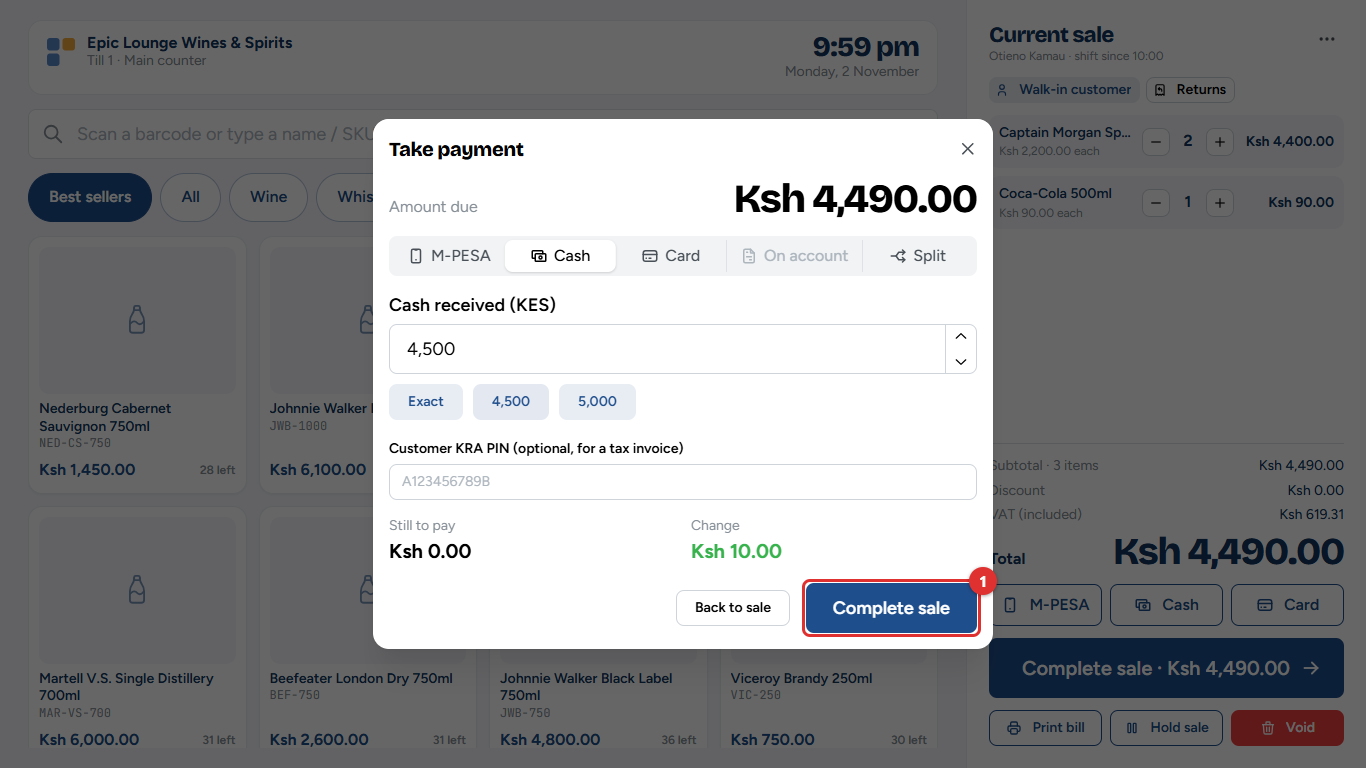 Epic Lounge Wines & Spirits
Till 1 · Main counter
9:59 pm
Monday, 2 November
Scan a barcode or type a name / SKU
Best sellers
All
Wine
Whis
Nederburg Cabernet
Sauvignon 750ml
NED-CS-750
Ksh 1,450.00
28 left
Johnnie Walker
JWB-1000
Ksh 6,100.00
Martell V.S. Single Distillery
700ml
MAR-VS-700
Ksh 6,000.00
31 left
Beefeater London Dry 750ml
BEF-750
Ksh 2,600.00
31 left
Johnnie Walker Black Label
750ml
JWB-750
Ksh 4,800.00
36 left
Viceroy Brandy 250ml
VIC-250
Ksh 750.00
30 left
Take payment
Amount due
Ksh 4,490.00
M-PESA
Cash
Card
On account
Split
Cash received (KES)
4,500
Exact
4,500
5,000
Customer KRA PIN (optional, for a tax invoice)
A123456789B
Still to pay
Ksh 0.00
Change
Ksh 10.00
Back to sale
Complete sale
1
Current sale
Otieno Kamau · shift since 10:00
Walk-in customer
Returns
Captain Morgan Sp...
Ksh 2,200.00 each
2
Ksh 4,400.00
Coca-Cola 500ml
Ksh 90.00 each
1
Ksh 90.00
Subtotal · 3 items
Ksh 4,490.00
Discount
Ksh 0.00
VAT (included)
Ksh 619.31
Total
Ksh 4,490.00
M-PESA
Cash
Card
Complete sale · Ksh 4,490.00
Print bill
Hold sale
Void